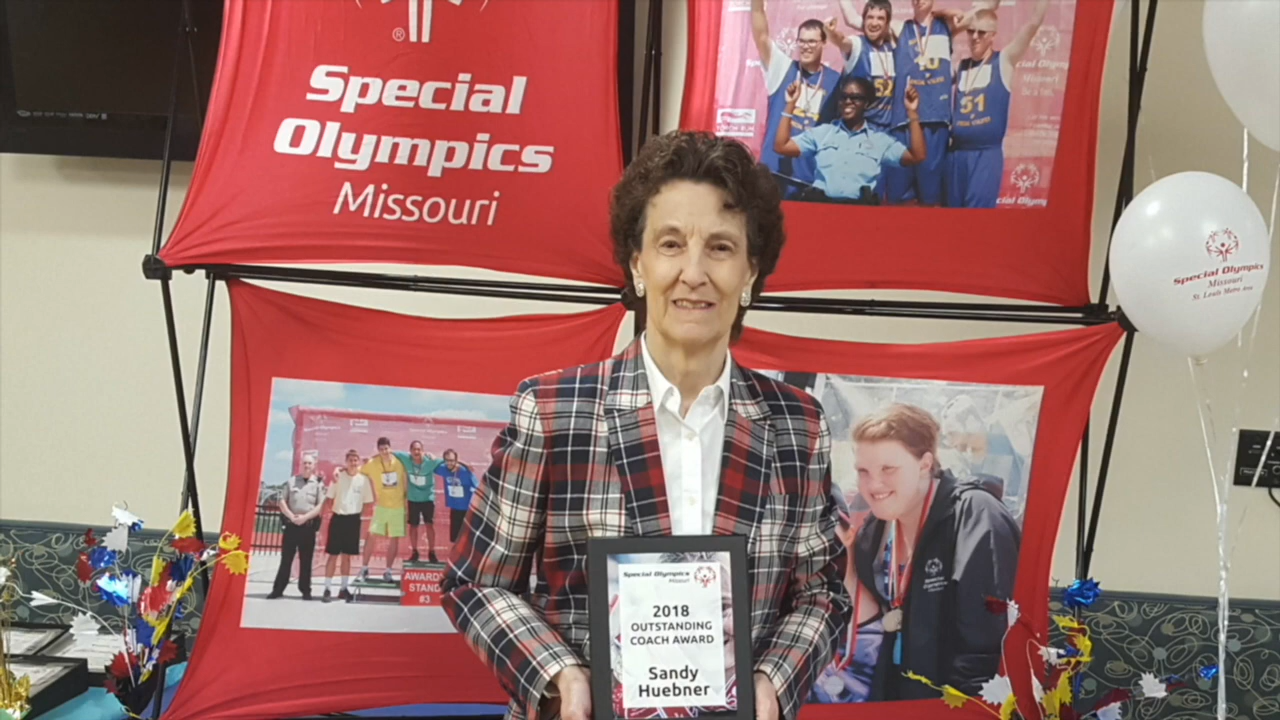 ®
Special
Olympics
Missouri
51
Special Olympics
Missouri
St. Louis Metro Area
AWARD
STAND
#3
Special Olympics
Missouri
2018
OUTSTANDING
COACH AWARD
Sandy
Huebner